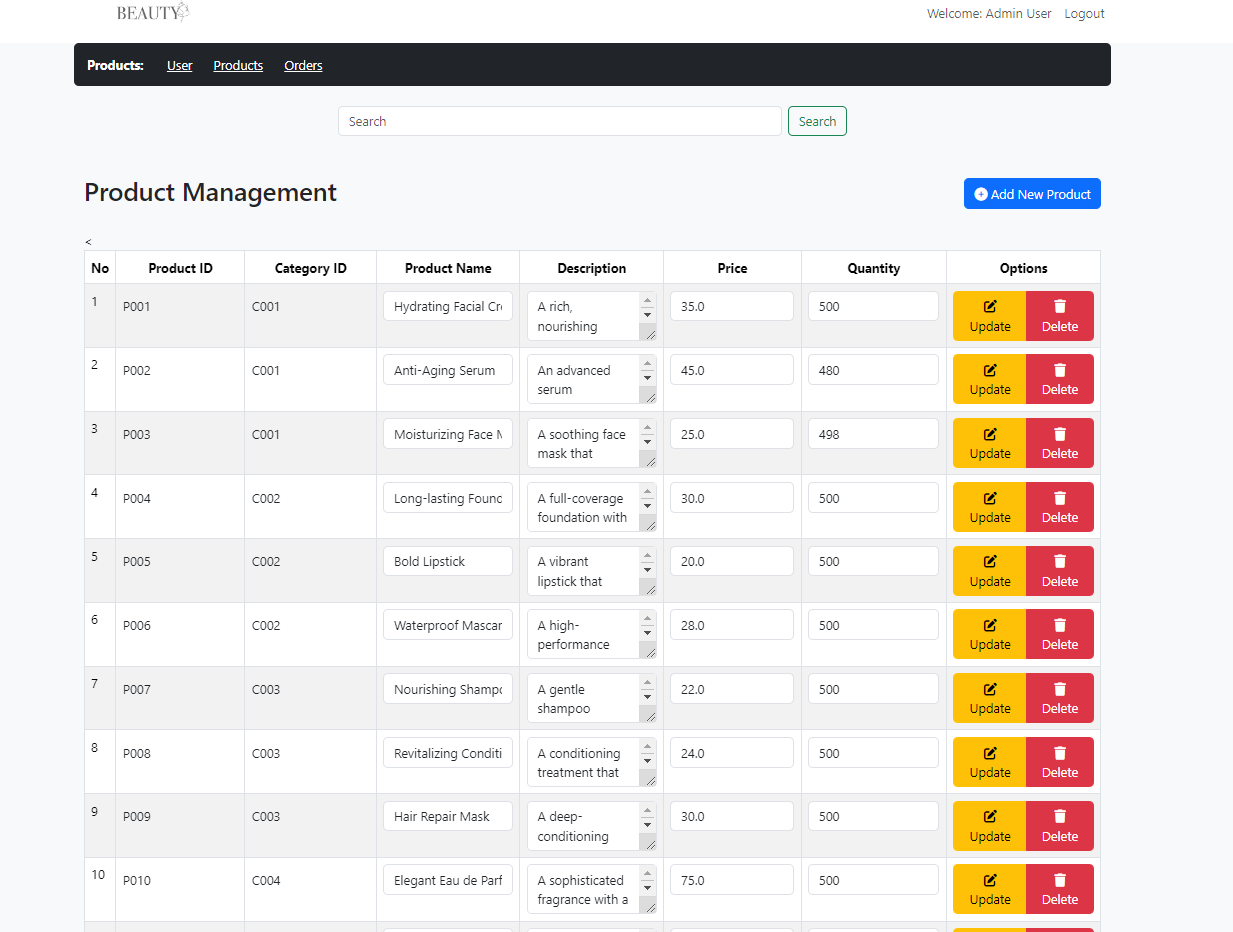 BEAUTY
Welcome: Admin User Logout
Products: User Products Orders
Search Search
Product Management
Add New Product
<
No Product ID Category ID Product Name Description Price Quantity Options
1 P001 C001 Hydrating Facial Cr A rich, 35.0 500
nourishing Update Delete
2 P002 C001 Anti-Aging Serum An advanced 45.0 480
serum Update Delete
3 P003 C001 Moisturizing Face M A soothing face 25.0 498
mask that Update Delete
4 P004 C002 Long-lasting Found A full-coverage 30.0 500
foundation with Update Delete
5 P005 C002 Bold Lipstick A vibrant 20.0 500
lipstick that Update Delete
6 P006 C002 Waterproof Mascar A high- 28.0 500
performance Update Delete
7 P007 C003 Nourishing Shampo A gentle 22.0 500
shampoo Update Delete
8 P008 C003 Revitalizing Conditi A conditioning 24.0 500
treatment that Update Delete
9 P009 C003 Hair Repair Mask A deep- 30.0 500
conditioning Update Delete
10 P010 C004 Elegant Eau de Parf A sophisticated 75.0 500
fragrance with a Update Delete